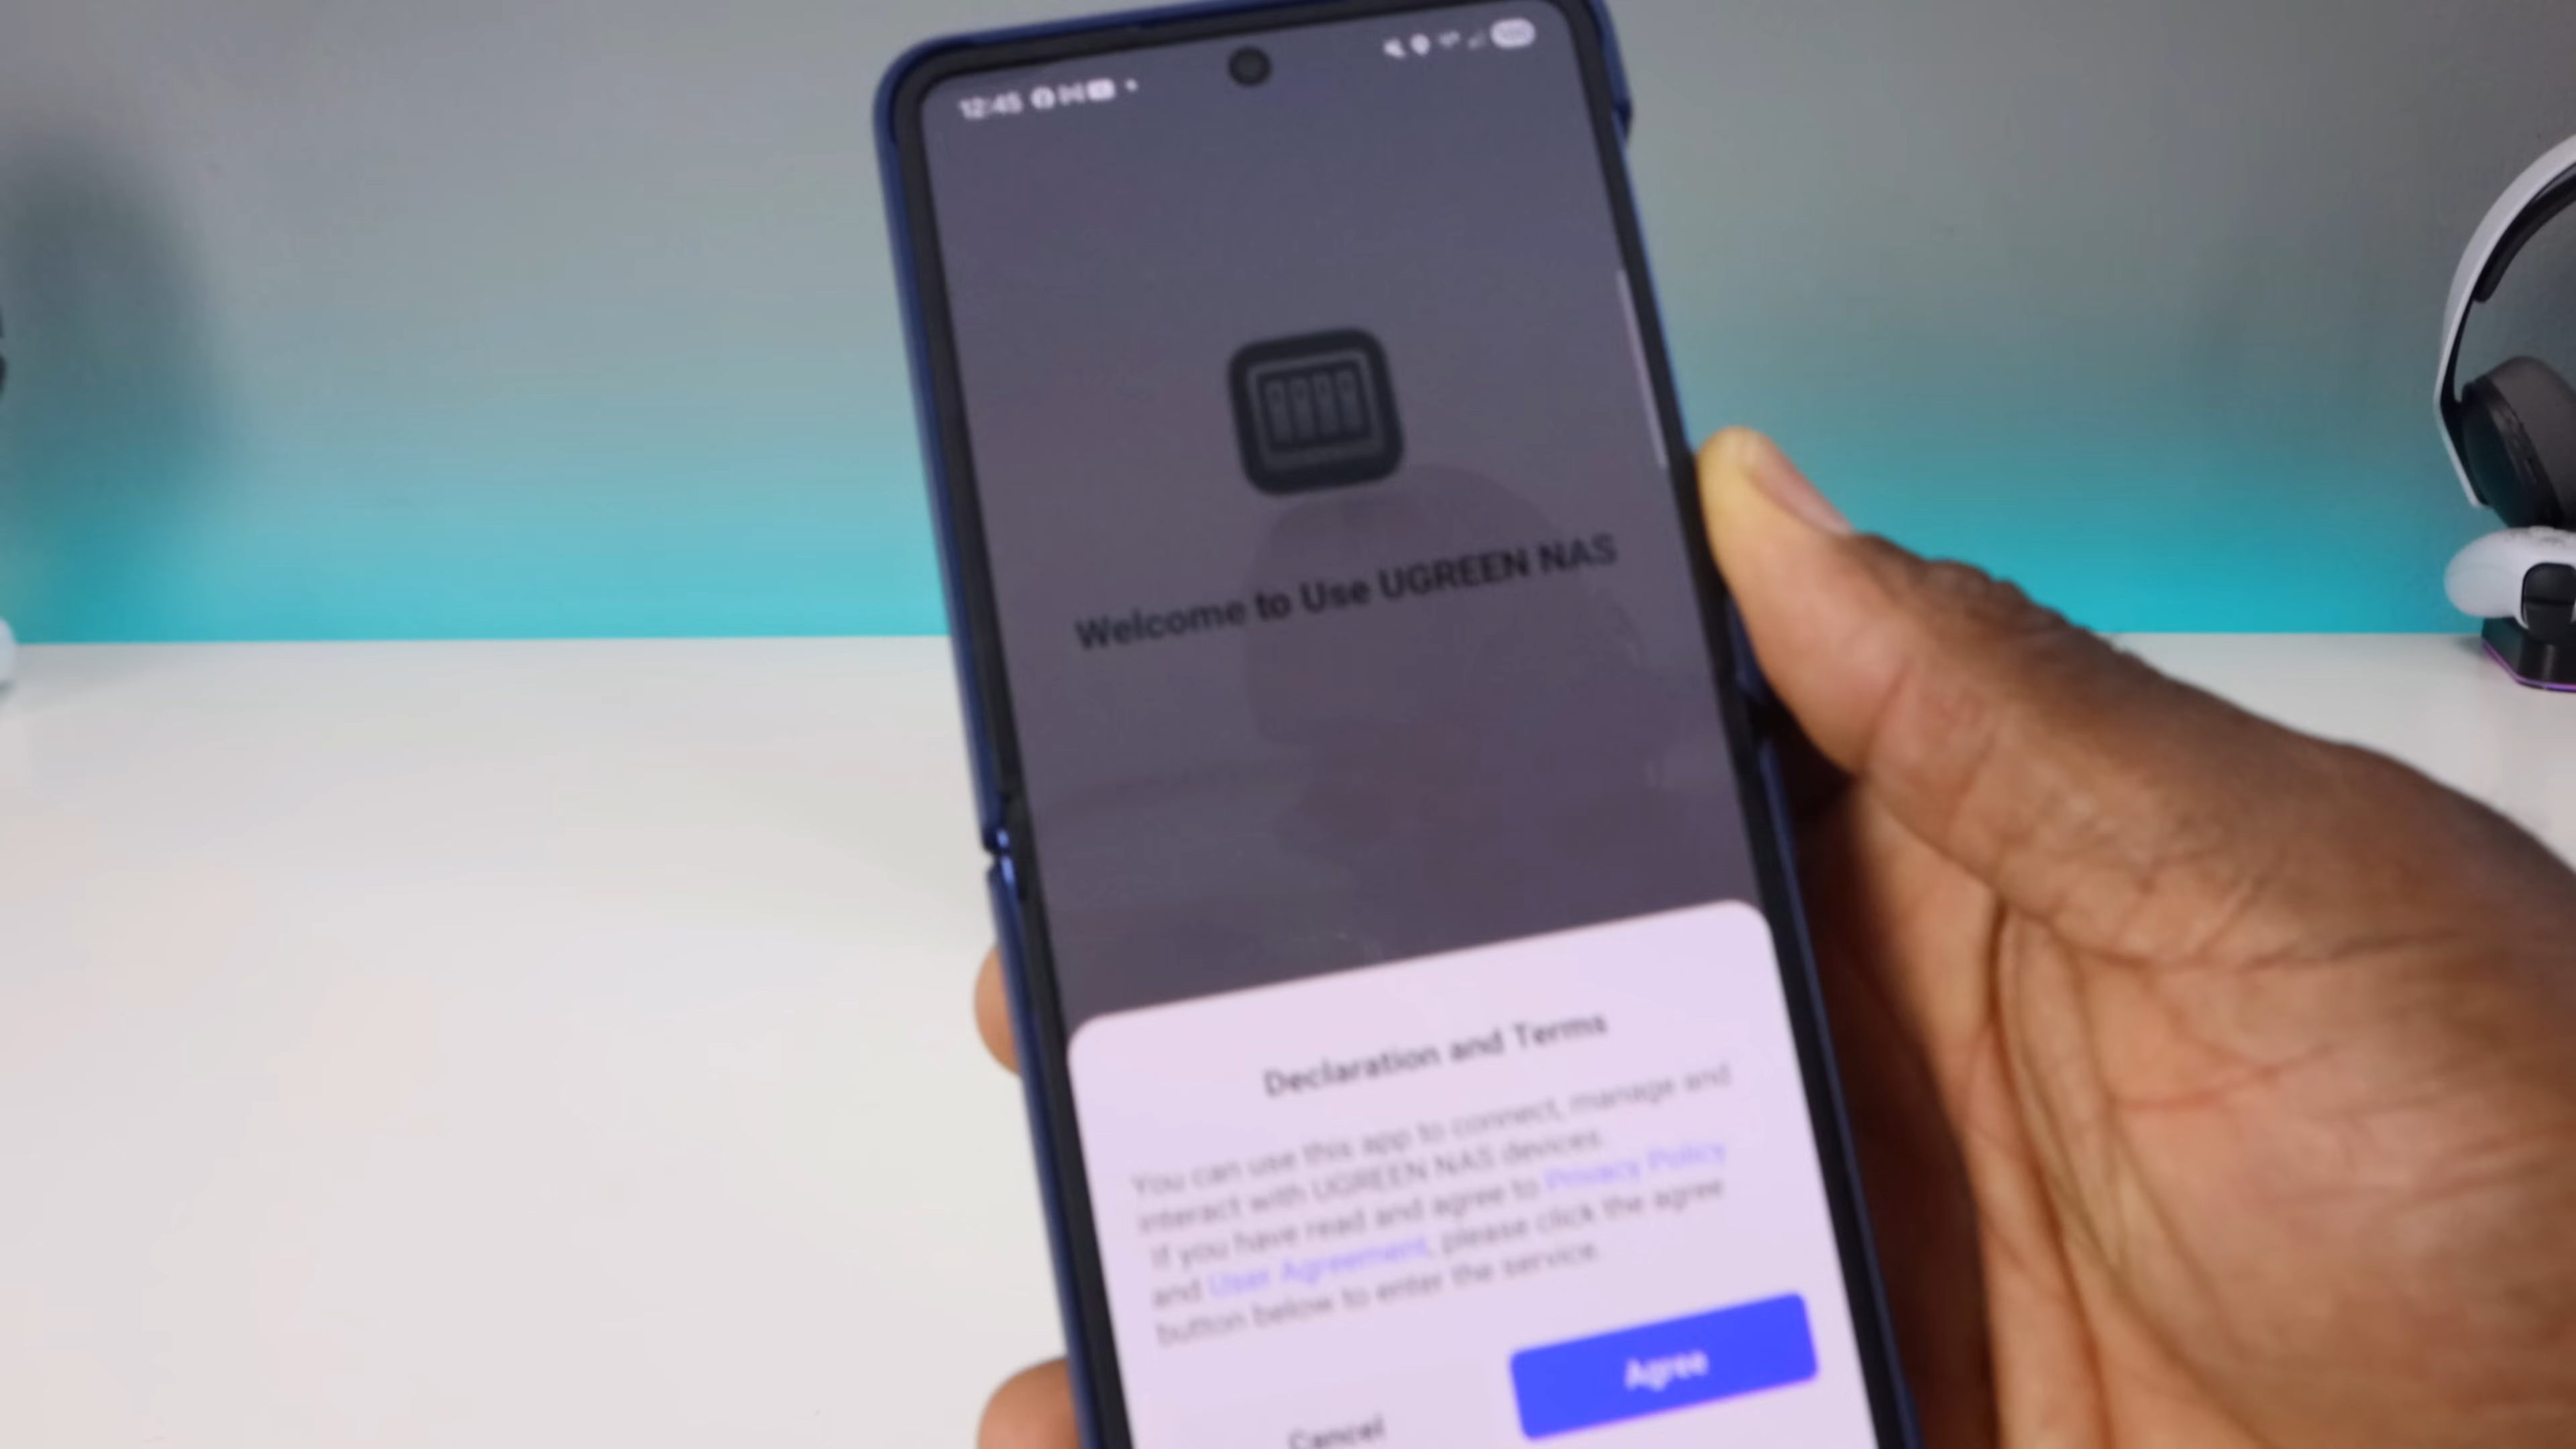 12:45
Welcome to Use UGREEN NAS
Declaration and Terms
You can use this app to connect, manage and
interact with UGREEN NAS devices.
If you have read and agree to Privacy Policy
and User Agreement, please click the agree
button below to enter the service.
Agree
Cancel